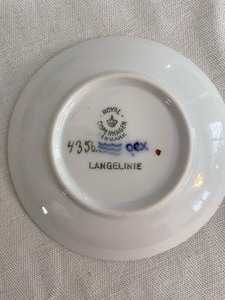 ROYAL
COPENHAGEN
DENMARK
4356.
LANGELINIE